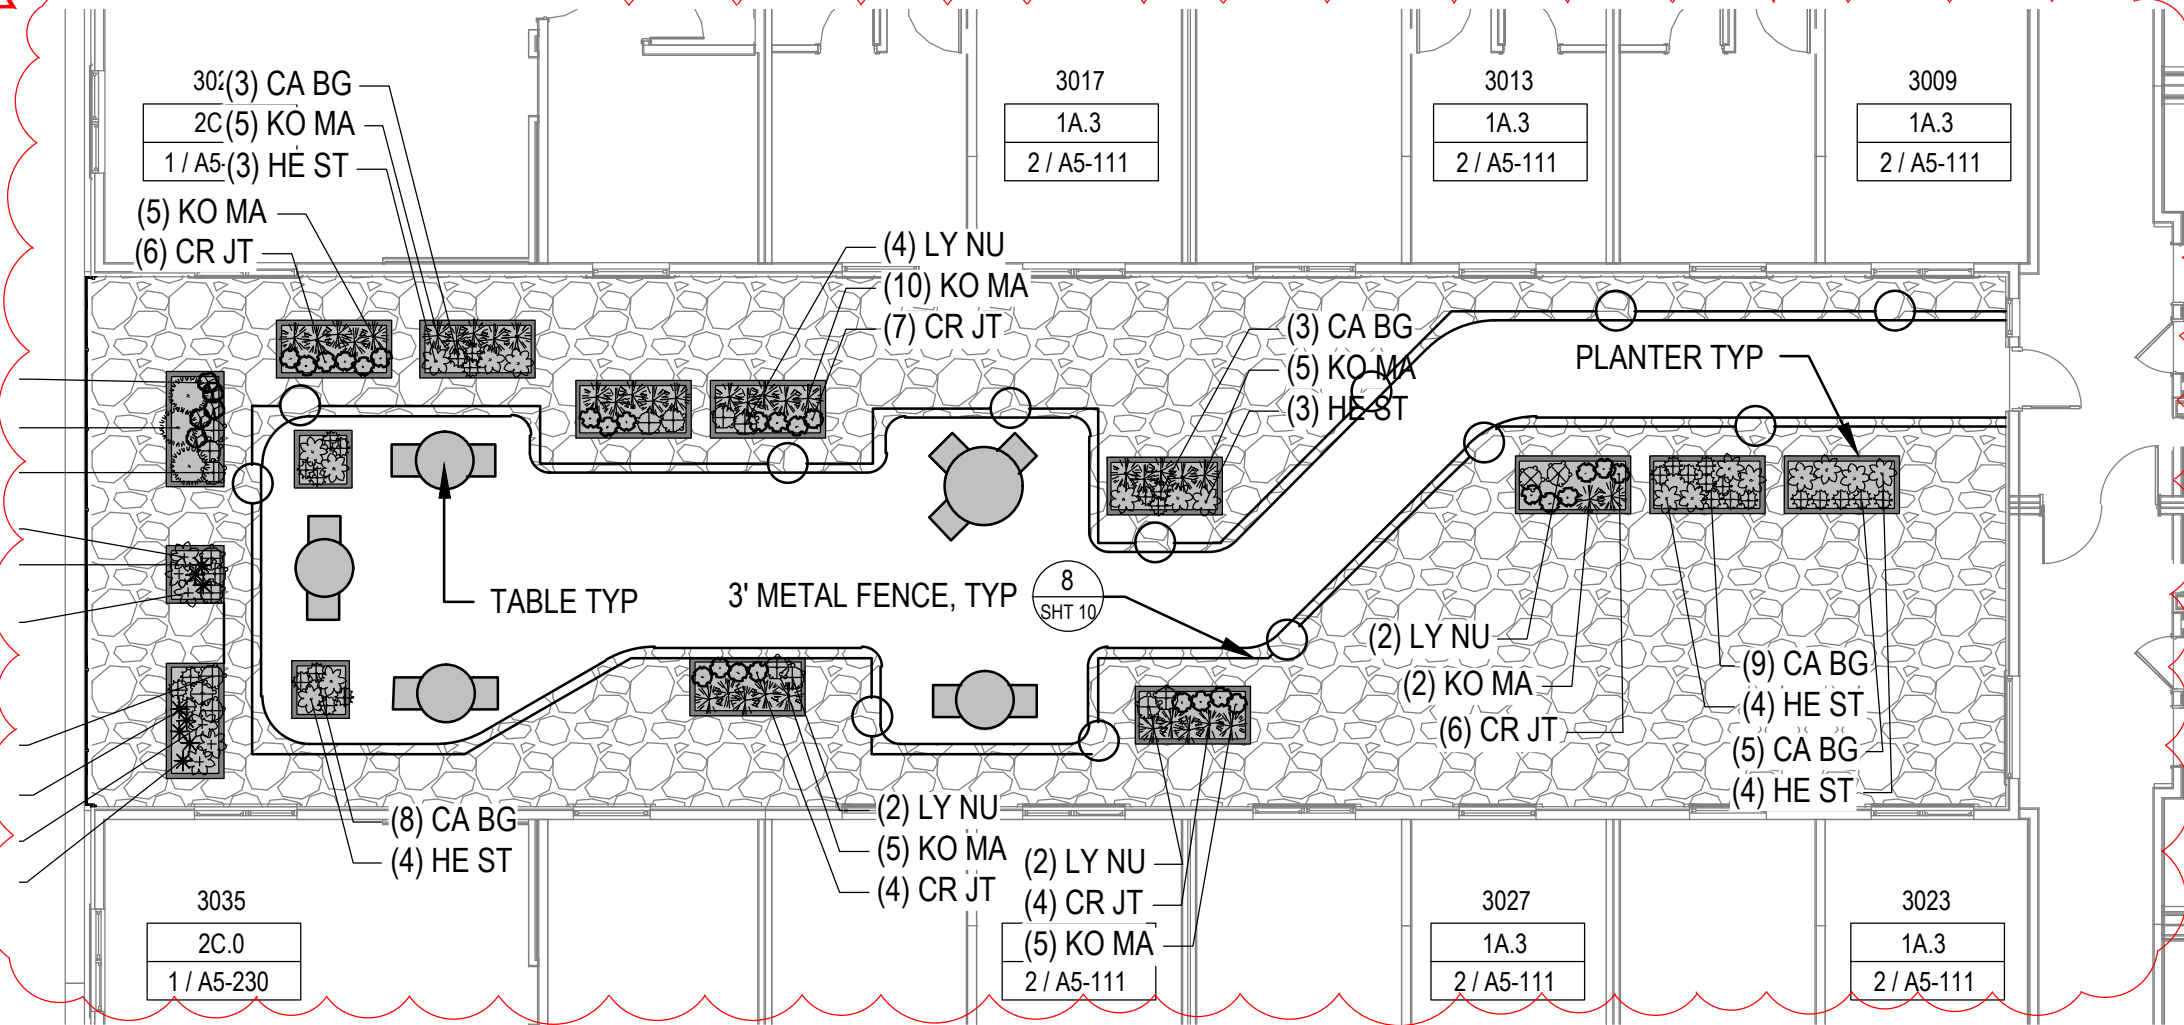 (3) CA BG
(5) KO MA
(3) HE ST
(5) KO MA
(6) CR JT
3017
1A.3
2 / A5-111
3013
1A.3
2 / A5-111
3009
1A.3
2 / A5-111
(4) LY NU
(10) KO MA
(7) CR JT
(3) CA BG
(5) KO MA
(3) HE ST
PLANTER TYP
TABLE TYP
3' METAL FENCE, TYP
8
SHT 10
(2) LY NU
(2) KO MA
(6) CR JT
(9) CA BG
(4) HE ST
(5) CA BG
(4) HE ST
(8) CA BG
(4) HE ST
(2) LY NU
(5) KO MA
(4) CR JT
(2) LY NU
(4) CR JT
(5) KO MA
2 / A5-111
3035
2C.0
1 / A5-230
3027
1A.3
2 / A5-111
3023
1A.3
2 / A5-111